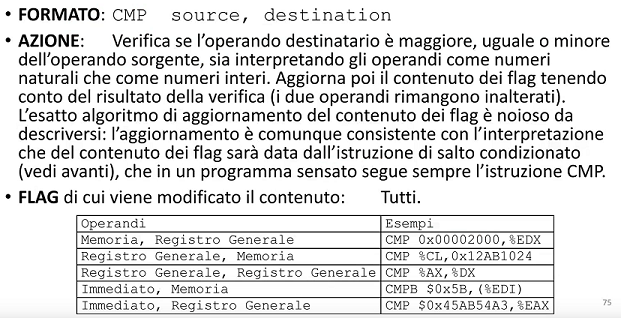 • FORMATO: CMP source, destination
• AZIONE: Verifica se l'operando destinatario è maggiore, uguale o minore
dell'operando sorgente, sia interpretando gli operandi come numeri
naturali che come numeri interi. Aggiorna poi il contenuto dei flag tenendo
conto del risultato della verifica (i due operandi rimangono inalterati).
L'esatto algoritmo di aggiornamento del contenuto dei flag è noioso da
descriversi: l'aggiornamento è comunque consistente con l'interpretazione
che del contenuto dei flag sarà data dall'istruzione di salto condizionato
(vedi avanti), che in un programma sensato segue sempre l'istruzione CMP.
• FLAG di cui viene modificato il contenuto: Tutti.
Operandi Esempi
Memoria, Registro Generale CMP 0x00002000,%EDX
Registro Generale, Memoria CMP %CL,0x12AB1024
Registro Generale, Registro Generale CMP %AX,%DX
Immediato, Memoria CMPB $0x5B,(%EDI)
Immediato, Registro Generale CMP $0x45AB54A3,%EAX
75